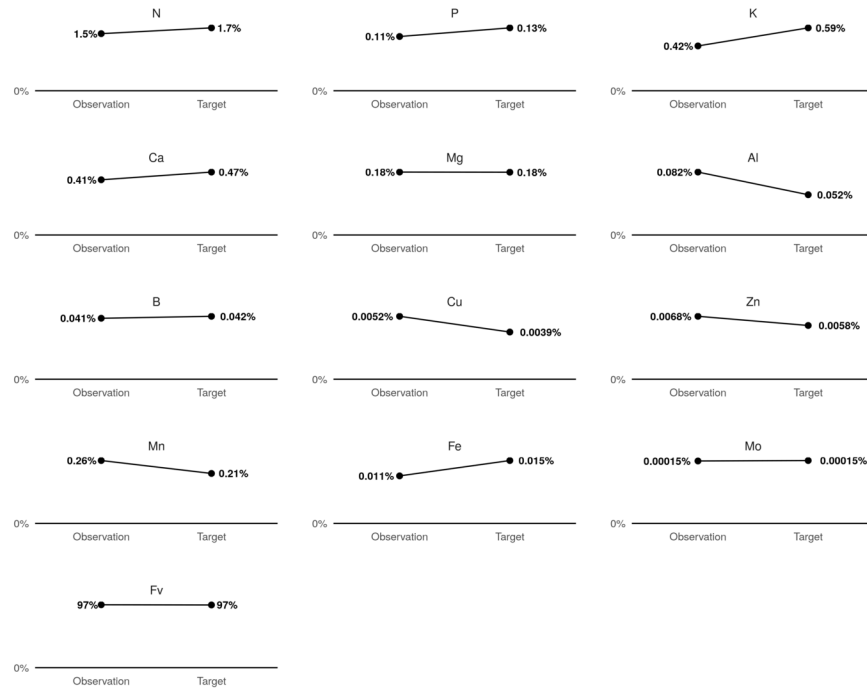 N
1.5%
1.7%
0%
Observation
Target
P
0.11%
0.13%
0%
Observation
Target
K
0.42%
0.59%
0%
Observation
Target
Ca
0.41%
0.47%
0%
Observation
Target
Mg
0.18%
0.18%
0%
Observation
Target
Al
0.082%
0.052%
0%
Observation
Target
B
0.041%
0.042%
0%
Observation
Target
Cu
0.0052%
0.0039%
0%
Observation
Target
Zn
0.0068%
0.0058%
0%
Observation
Target
Mn
0.26%
0.21%
0%
Observation
Target
Fe
0.011%
0.015%
0%
Observation
Target
Mo
0.00015%
0.00015%
0%
Observation
Target
Fv
97%
97%
0%
Observation
Target